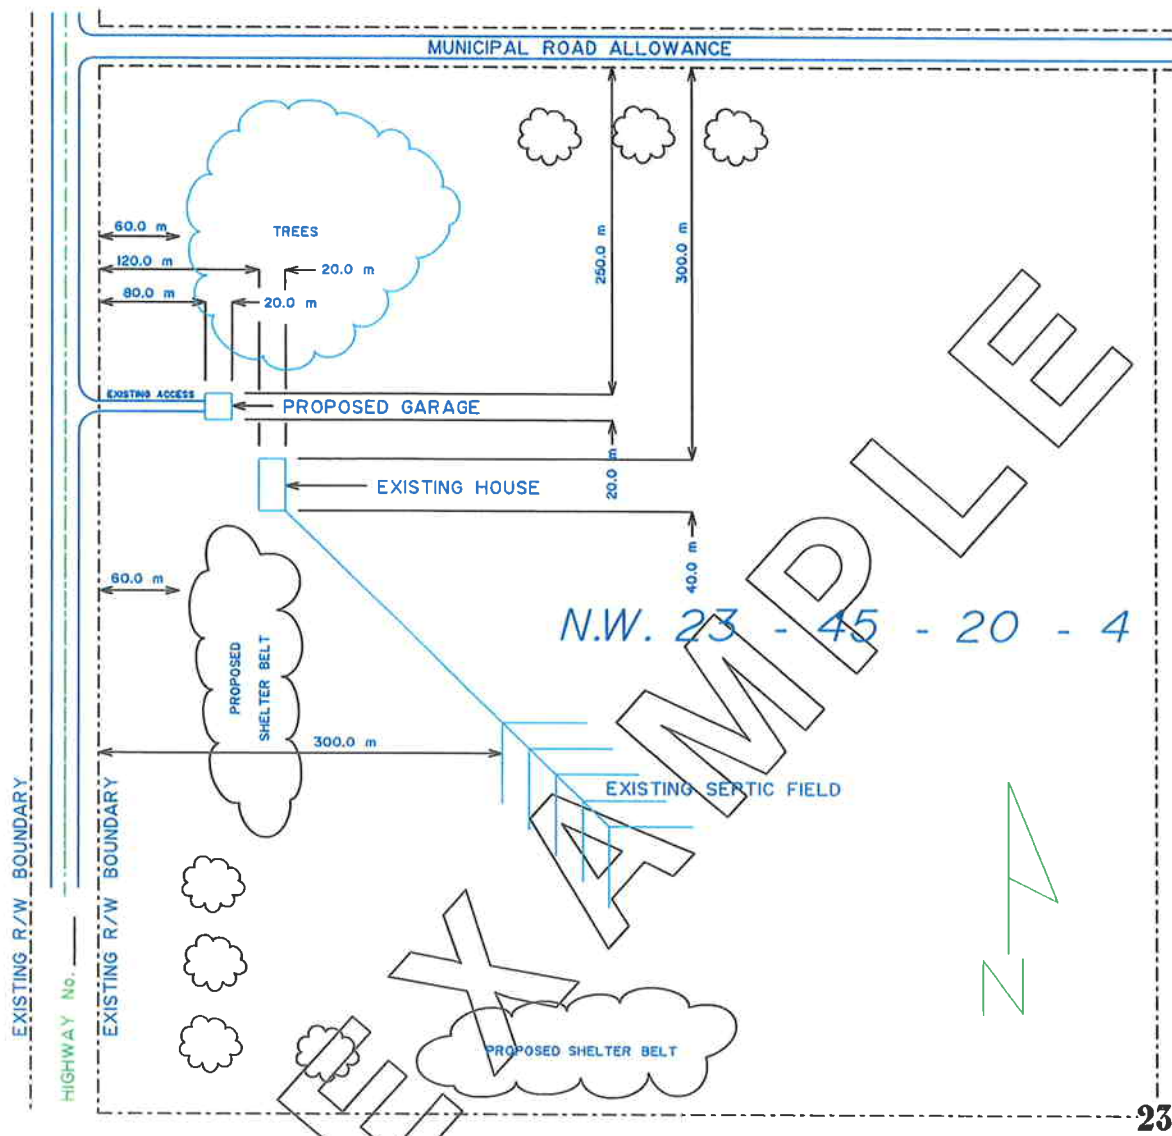 MUNICIPAL ROAD ALLOWANCE
60.0 m
TREES
120.0 m
20.0 m
80.0 m
20.0 m
250.0 m
300.0 m
EXISTING ACCESS
PROPOSED GARAGE
EXISTING HOUSE
20.0 m
40.0 m
60.0 m
N.W. 23 - 45 - 20 - 4
PROPOSED
SHELTER BELT
300.0 m
EXISTING SEPTIC FIELD
EXISTING R/W BOUNDARY
HIGHWAY No.
EXISTING R/W BOUNDARY
EXAMPLE
N
PROPOSED SHELTER BELT
23